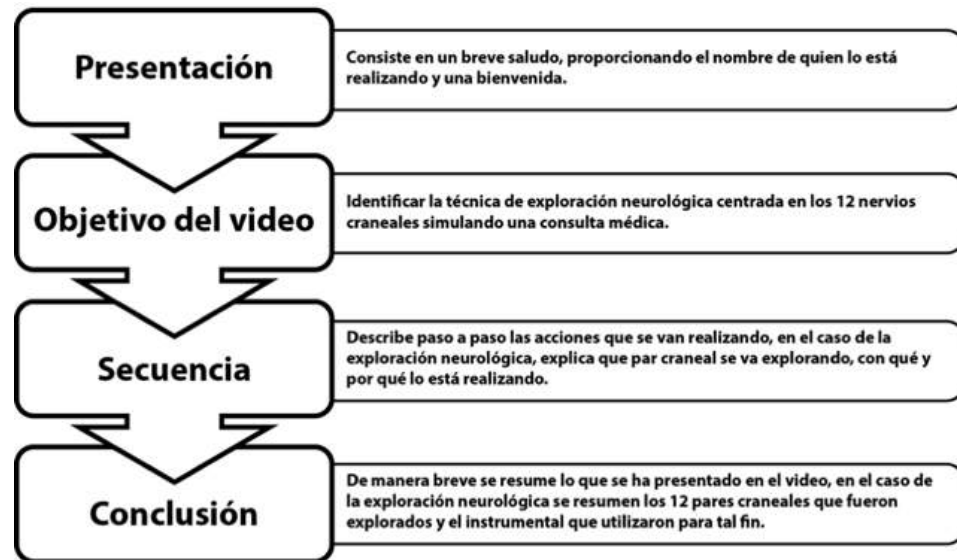 Presentación
Consiste en un breve saludo, proporcionando el nombre de quien lo está
realizando y una bienvenida.
Objetivo del video
Identificar la técnica de exploración neurológica centrada en los 12 nervios
craneales simulando una consulta médica.
Secuencia
Describe paso a paso las acciones que se van realizando, en el caso de la
exploración neurológica, explica que par craneal se va explorando, con qué y
por qué lo está realizando.
Conclusión
De manera breve se resume lo que se ha presentado en el video, en el caso de
la exploración neurológica se resumen los 12 pares craneales que fueron
explorados y el instrumental que utilizaron para tal fin.